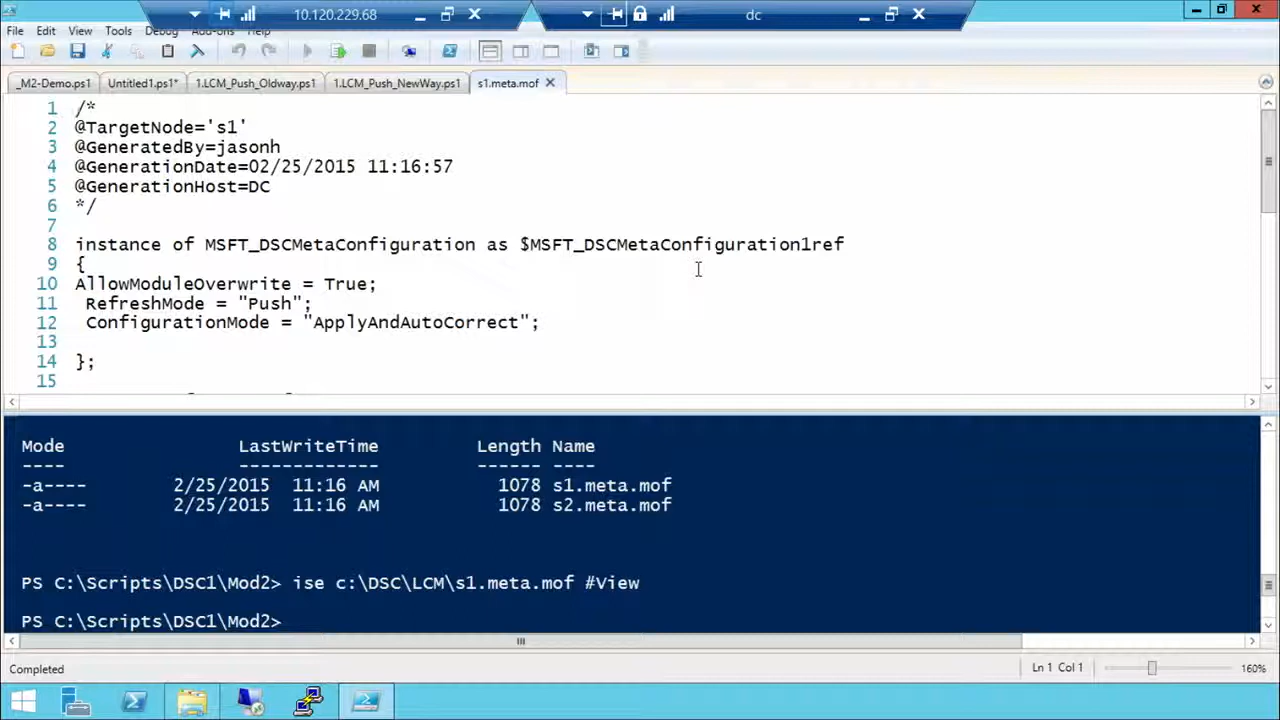 10.120.229.68
dc
File Edit View Tools Debug Add-ons Help
_M2-Demo.ps1 Untitled1.ps1* 1.LCM_Push_Oldway.ps1 1.LCM_Push_NewWay.ps1 s1.meta.mof
1 /*
2 @TargetNode='s1'
3 @GeneratedBy=jasonh
4 @GenerationDate=02/25/2015 11:16:57
5 @GenerationHost=DC
6 */
7
8 instance of MSFT_DSCMetaConfiguration as $MSFT_DSCMetaConfiguration1ref
9 {
10 AllowModuleOverwrite = True;
11 RefreshMode = "Push";
12 ConfigurationMode = "ApplyAndAutoCorrect";
13
14 };
15
Mode LastWriteTime Length Name
---- ------------- ------ ----
-a---- 2/25/2015 11:16 AM 1078 s1.meta.mof
-a---- 2/25/2015 11:16 AM 1078 s2.meta.mof
PS C:\Scripts\DSC1\Mod2> ise c:\DSC\LCM\s1.meta.mof #View
PS C:\Scripts\DSC1\Mod2>
Completed
Ln 1 Col 1
160%